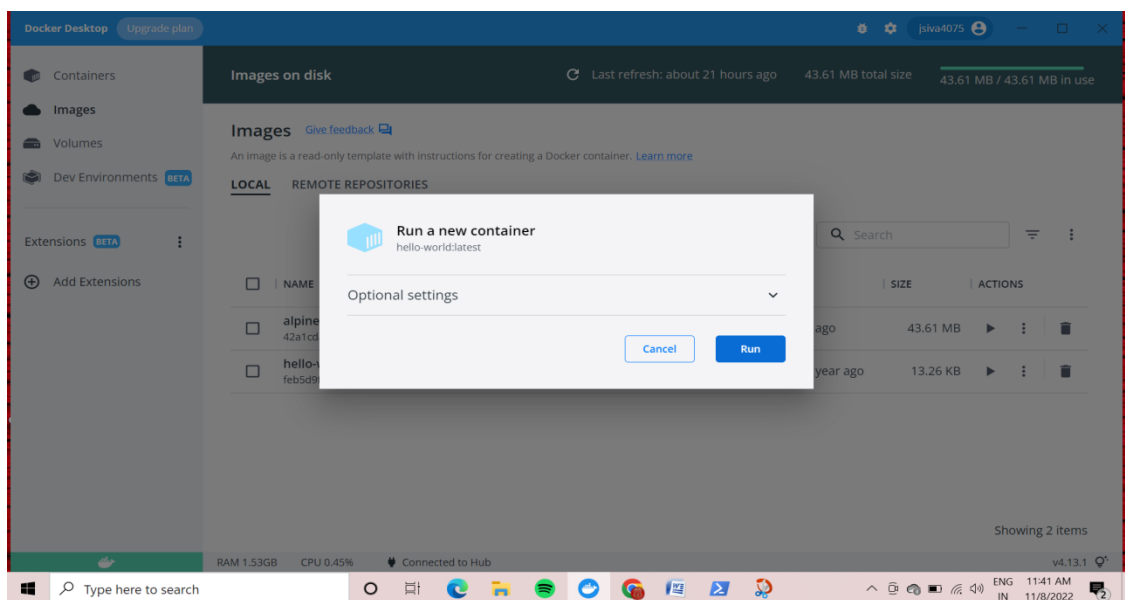 Docker Desktop Upgrade plan jsiva4075
Containers
Images
Volumes
Dev Environments BETA
Extensions BETA
Add Extensions
Images on disk Last refresh: about 21 hours ago 43.61 MB total size 43.61 MB / 43.61 MB in use
Images Give feedback
An image is a read-only template with instructions for creating a Docker container. Learn more
LOCAL REMOTE REPOSITORIES
Search
NAME SIZE ACTIONS
alpine
42a1cd
ago 43.61 MB
feb5d9
year ago 13.26 KB
Run a new container
hello-world:latest
Optional settings
Cancel Run
Showing 2 items
RAM 1.53GB CPU 0.45% Connected to Hub v4.13.1
Type here to search
ENG 11:41 AM
IN 11/8/2022
2